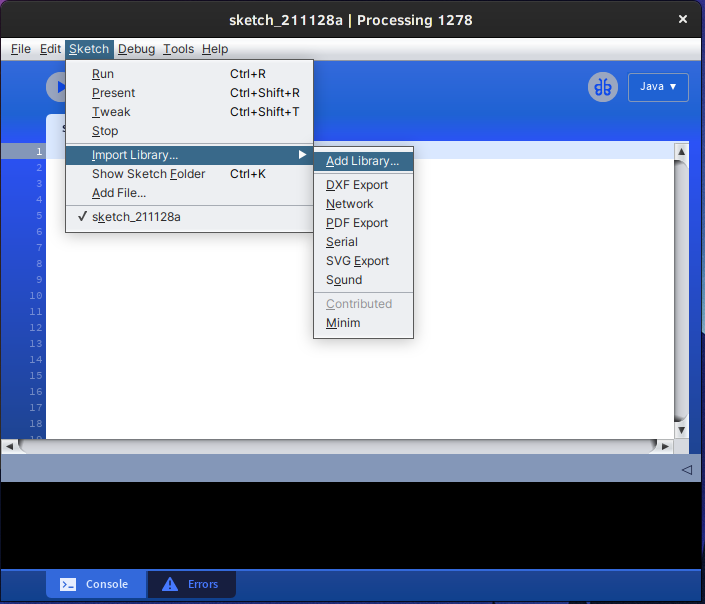 sketch_211128a | Processing 1278
File Edit Sketch Debug Tools Help
Run Ctrl+R
Present Ctrl+Shift+R
Tweak Ctrl+Shift+T
Stop
Import Library...
Show Sketch Folder Ctrl+K
Add File...
✓ sketch_211128a
Add Library...
DXF Export
Network
PDF Export
Serial
SVG Export
Sound
Contributed
Minim
Java ▼
1
2
3
4
5
6
7
8
9
10
11
12
13
14
15
16
17
18
Console
Errors